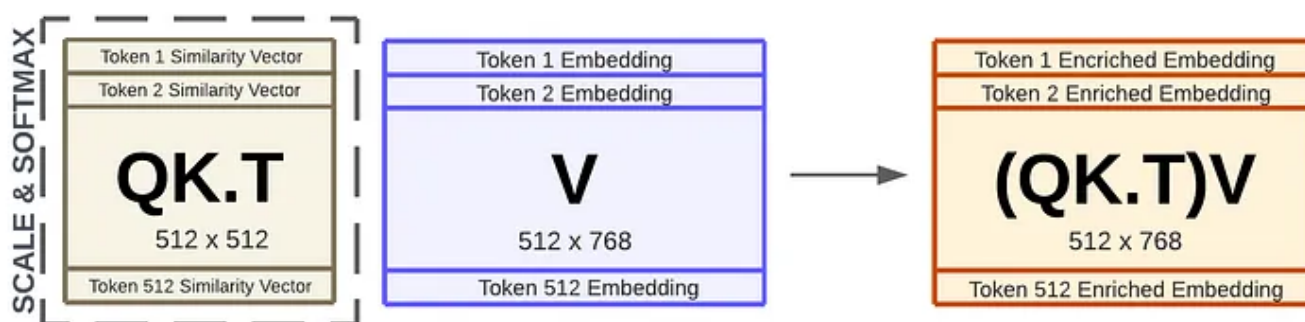 SCALE & SOFTMAX
Token 1 Similarity Vector
Token 2 Similarity Vector
QK.T
512 x 512
Token 512 Similarity Vector
Token 1 Embedding
Token 2 Embedding
V
512 x 768
Token 512 Embedding
Token 1 Encriched Embedding
Token 2 Enriched Embedding
(QK.T)V
512 x 768
Token 512 Enriched Embedding